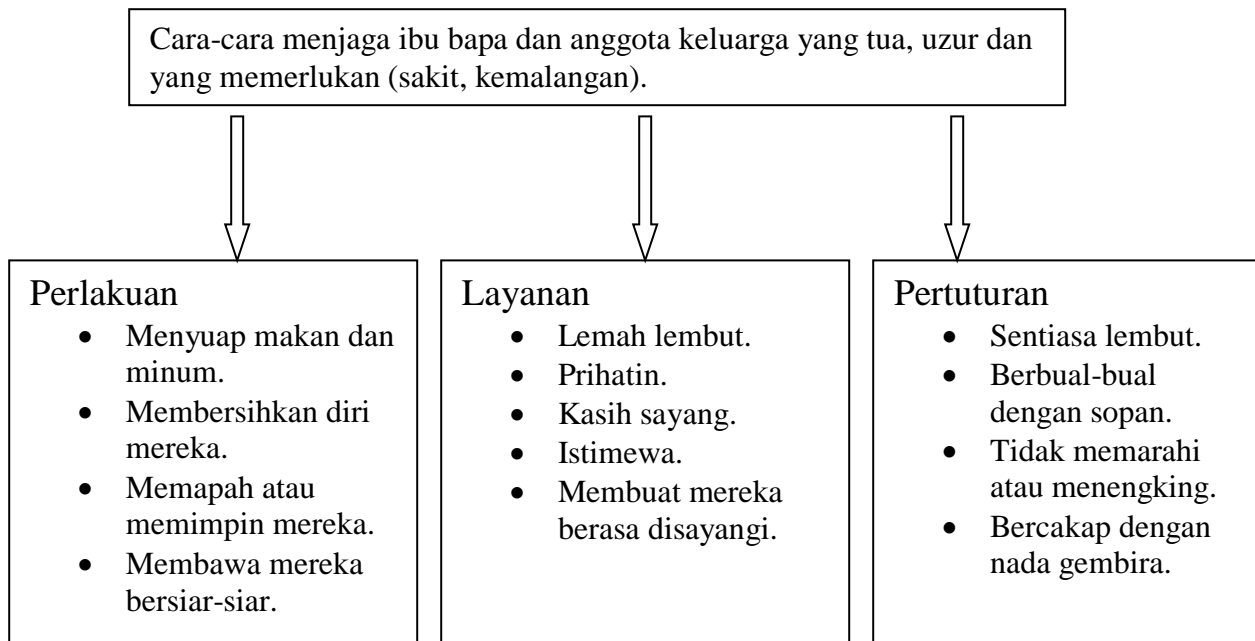 Cara-cara menjaga ibu bapa dan anggota keluarga yang tua, uzur dan
yang memerlukan (sakit, kemalangan).
Perlakuan
• Menyuap makan dan
minum.
• Membersihkan diri
mereka.
• Memapah atau
memimpin mereka.
• Membawa mereka
bersiar-siar.
Layanan
• Lemah lembut.
• Prihatin.
• Kasih sayang.
• Istimewa.
• Membuat mereka
berasa disayangi.
Pertuturan
• Sentiasa lembut.
• Berbual-bual
dengan sopan.
• Tidak memarahi
atau menengking.
• Bercakap dengan
nada gembira.